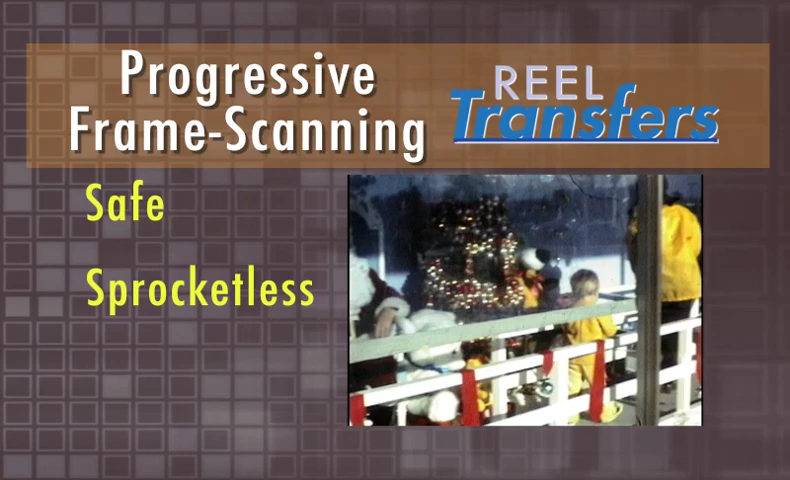 Progressive
Frame-Scanning
REEL
Transfers
Safe
Sprocketless